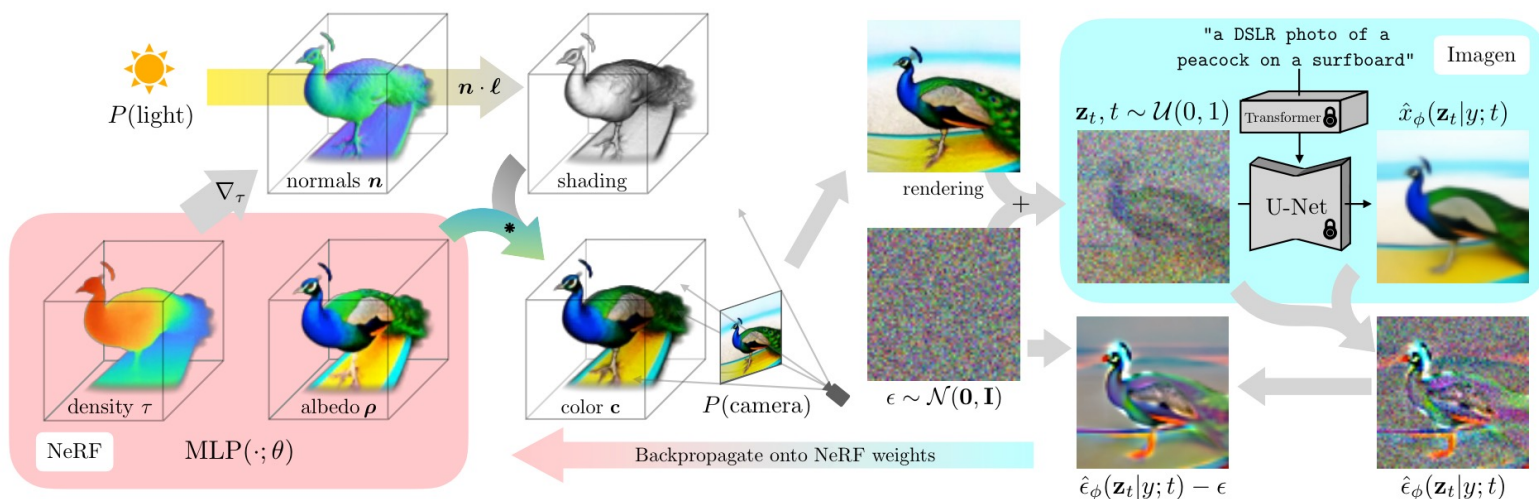 P(light)
n · ℓ
normals n
shading
∇τ
*
density τ
albedo ρ
NeRF
MLP(·; θ)
color c
P(camera)
rendering
+
ϵ ∼ N(0, I)
"a DSLR photo of a
peacock on a surfboard"
Imagen
z_t, t ∼ U(0, 1)
Transformer
x̂_ϕ(z_t|y; t)
U-Net
Backpropagate onto NeRF weights
ϵ̂_ϕ(z_t|y; t) − ϵ
ϵ̂_ϕ(z_t|y; t)